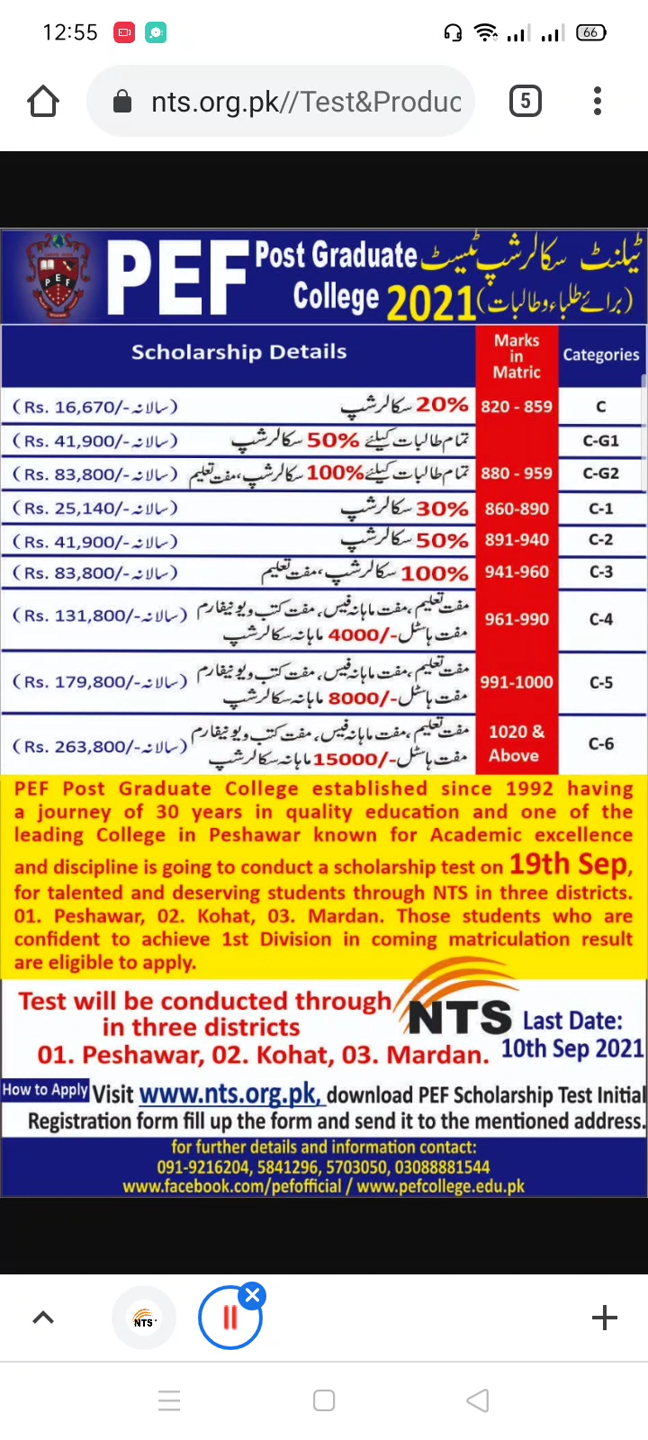 12:55
66
nts.org.pk//Test&Produc
5
PEF
PEF Post Graduate ٹیلنٹ سکالرشپ ٹیسٹ
College 2021 (برائے طلباء و طالبات)
Scholarship Details Marks in Matric Categories
(Rs. 16,670/- سالانہ) 20% سکالرشپ 820 - 859 C
(Rs. 41,900/- سالانہ) تمام طالبات کیلئے 50% سکالرشپ C-G1
(Rs. 83,800/- سالانہ) تمام طالبات کیلئے 100% سکالرشپ، مفت تعلیم 880 - 959 C-G2
(Rs. 25,140/- سالانہ) 30% سکالرشپ 860-890 C-1
(Rs. 41,900/- سالانہ) 50% سکالرشپ 891-940 C-2
(Rs. 83,800/- سالانہ) 100% سکالرشپ، مفت تعلیم 941-960 C-3
(Rs. 131,800/- سالانہ) مفت تعلیم، مفت ماہانہ فیس، مفت کتب و یونیفارم 961-990 C-4
مفت ہاسٹل -/4000 ماہانہ سکالرشپ
(Rs. 179,800/- سالانہ) مفت تعلیم، مفت ماہانہ فیس، مفت کتب و یونیفارم 991-1000 C-5
مفت ہاسٹل -/8000 ماہانہ سکالرشپ
(Rs. 263,800/- سالانہ) مفت تعلیم، مفت ماہانہ فیس، مفت کتب و یونیفارم 1020 & Above C-6
مفت ہاسٹل -/15000 ماہانہ سکالرشپ
PEF Post Graduate College established since 1992 having
a journey of 30 years in quality education and one of the
leading College in Peshawar known for Academic excellence
and discipline is going to conduct a scholarship test on 19th Sep,
for talented and deserving students through NTS in three districts.
01. Peshawar, 02. Kohat, 03. Mardan. Those students who are
confident to achieve 1st Division in coming matriculation result
are eligible to apply.
Test will be conducted through
in three districts
01. Peshawar, 02. Kohat, 03. Mardan.
NTS
Last Date:
10th Sep 2021
How to Apply Visit www.nts.org.pk, download PEF Scholarship Test Initial
Registration form fill up the form and send it to the mentioned address.
for further details and information contact:
091-9216204, 5841296, 5703050, 03088881544
www.facebook.com/pefofficial / www.pefcollege.edu.pk
NTS